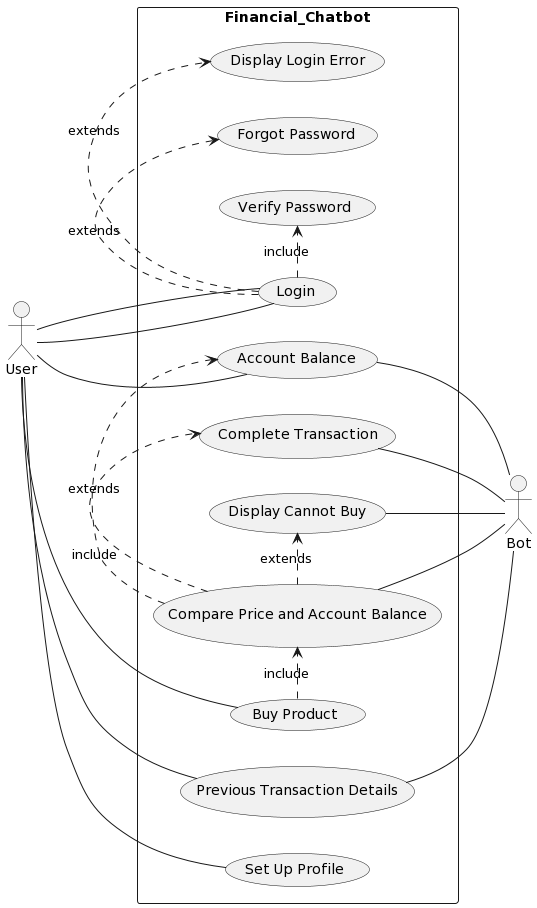 Financial_Chatbot
Display Login Error
extends
Forgot Password
Verify Password
extends
include
Login
User
Account Balance
Complete Transaction
extends
Display Cannot Buy
Bot
include
extends
Compare Price and Account Balance
include
Buy Product
Previous Transaction Details
Set Up Profile